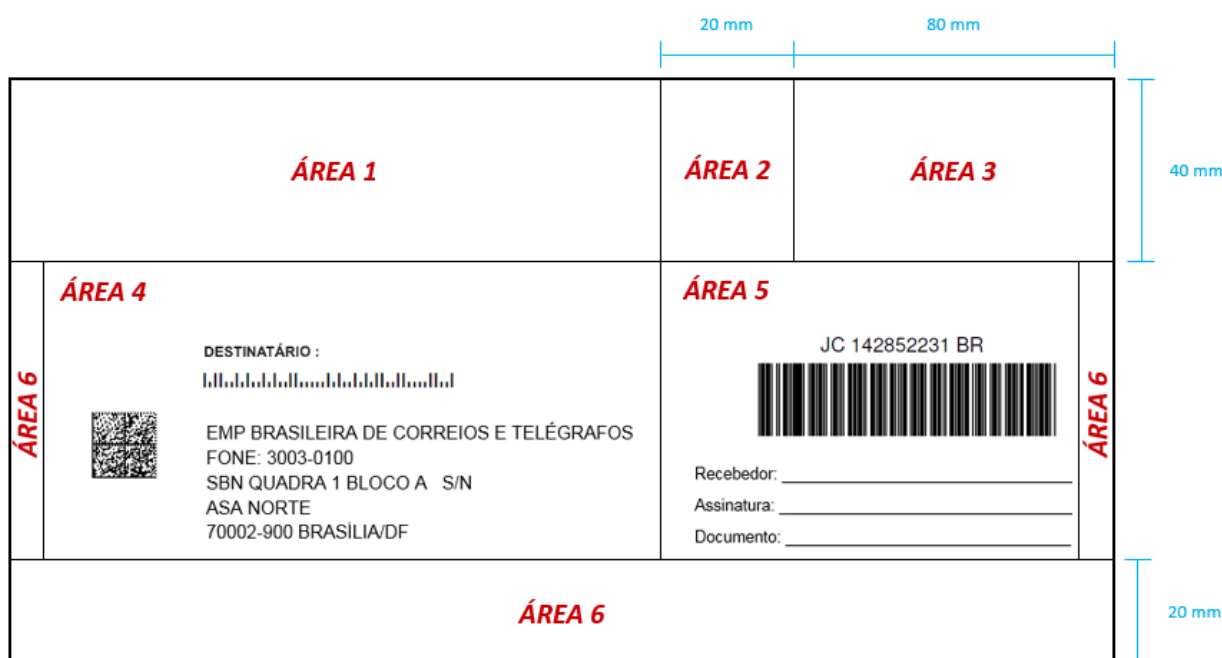 20 mm
80 mm
ÁREA 1
ÁREA 2
ÁREA 3
40 mm
ÁREA 4
DESTINATÁRIO :
EMP BRASILEIRA DE CORREIOS E TELÉGRAFOS
FONE: 3003-0100
SBN QUADRA 1 BLOCO A S/N
ASA NORTE
70002-900 BRASÍLIA/DF
ÁREA 5
JC 142852231 BR
Recebedor:
Assinatura:
Documento:
ÁREA 6
ÁREA 6
ÁREA 6
20 mm